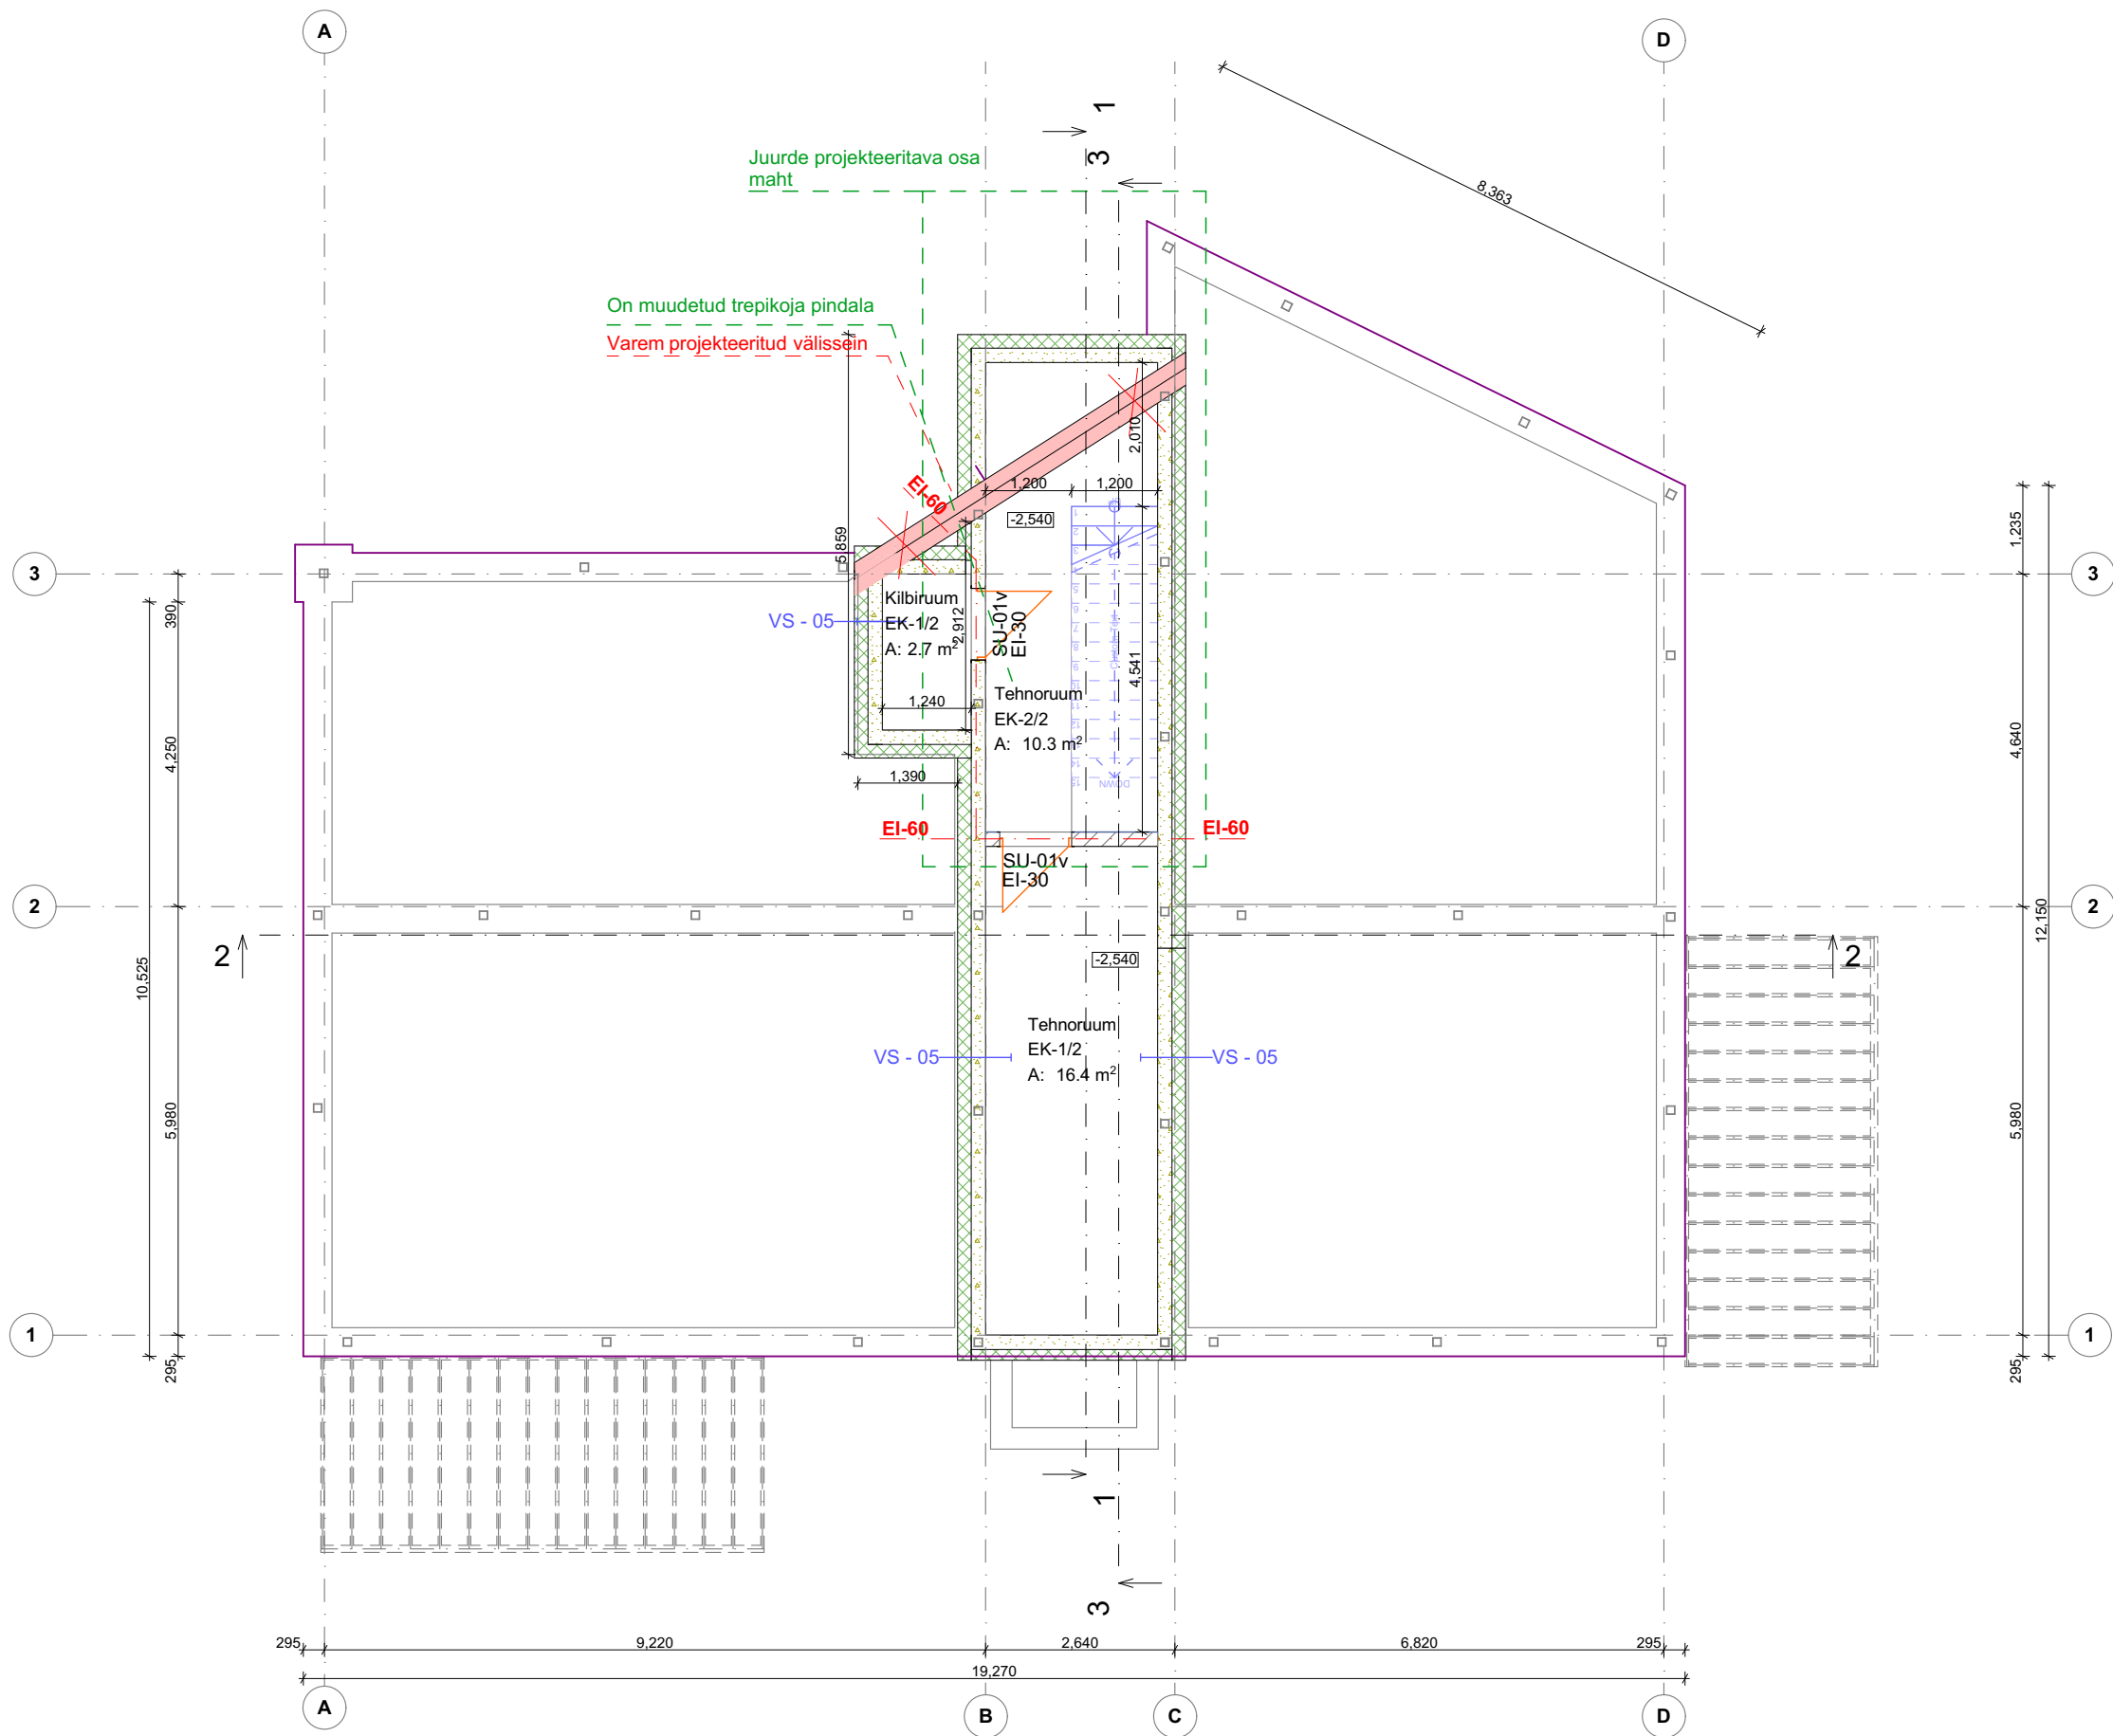 A
D
1
3
8,363
Juurde projekteeritava osa
maht
On muudetud trepikoja pindala
Varem projekteeritud välissein
2,010
EI-60
1,200
1,200
-2,540
5,859
1,235
3
3
390
Kilbiruum
EK-1/2
A: 2.7 m²
VS - 05
2,912
SU-01v
EI-30
4,541
1,240
Tehnoruum
EK-2/2
A: 10.3 m²
4,250
4,640
1,390
DOWN
EI-60
EI-60
SU-01v
EI-30
2
2
12,150
2
2
-2,540
10,525
Tehnoruum
EK-1/2
A: 16.4 m²
VS - 05
VS - 05
5,980
5,980
1
1
295
295
1
3
295
9,220
2,640
6,820
295
19,270
A
B
C
D